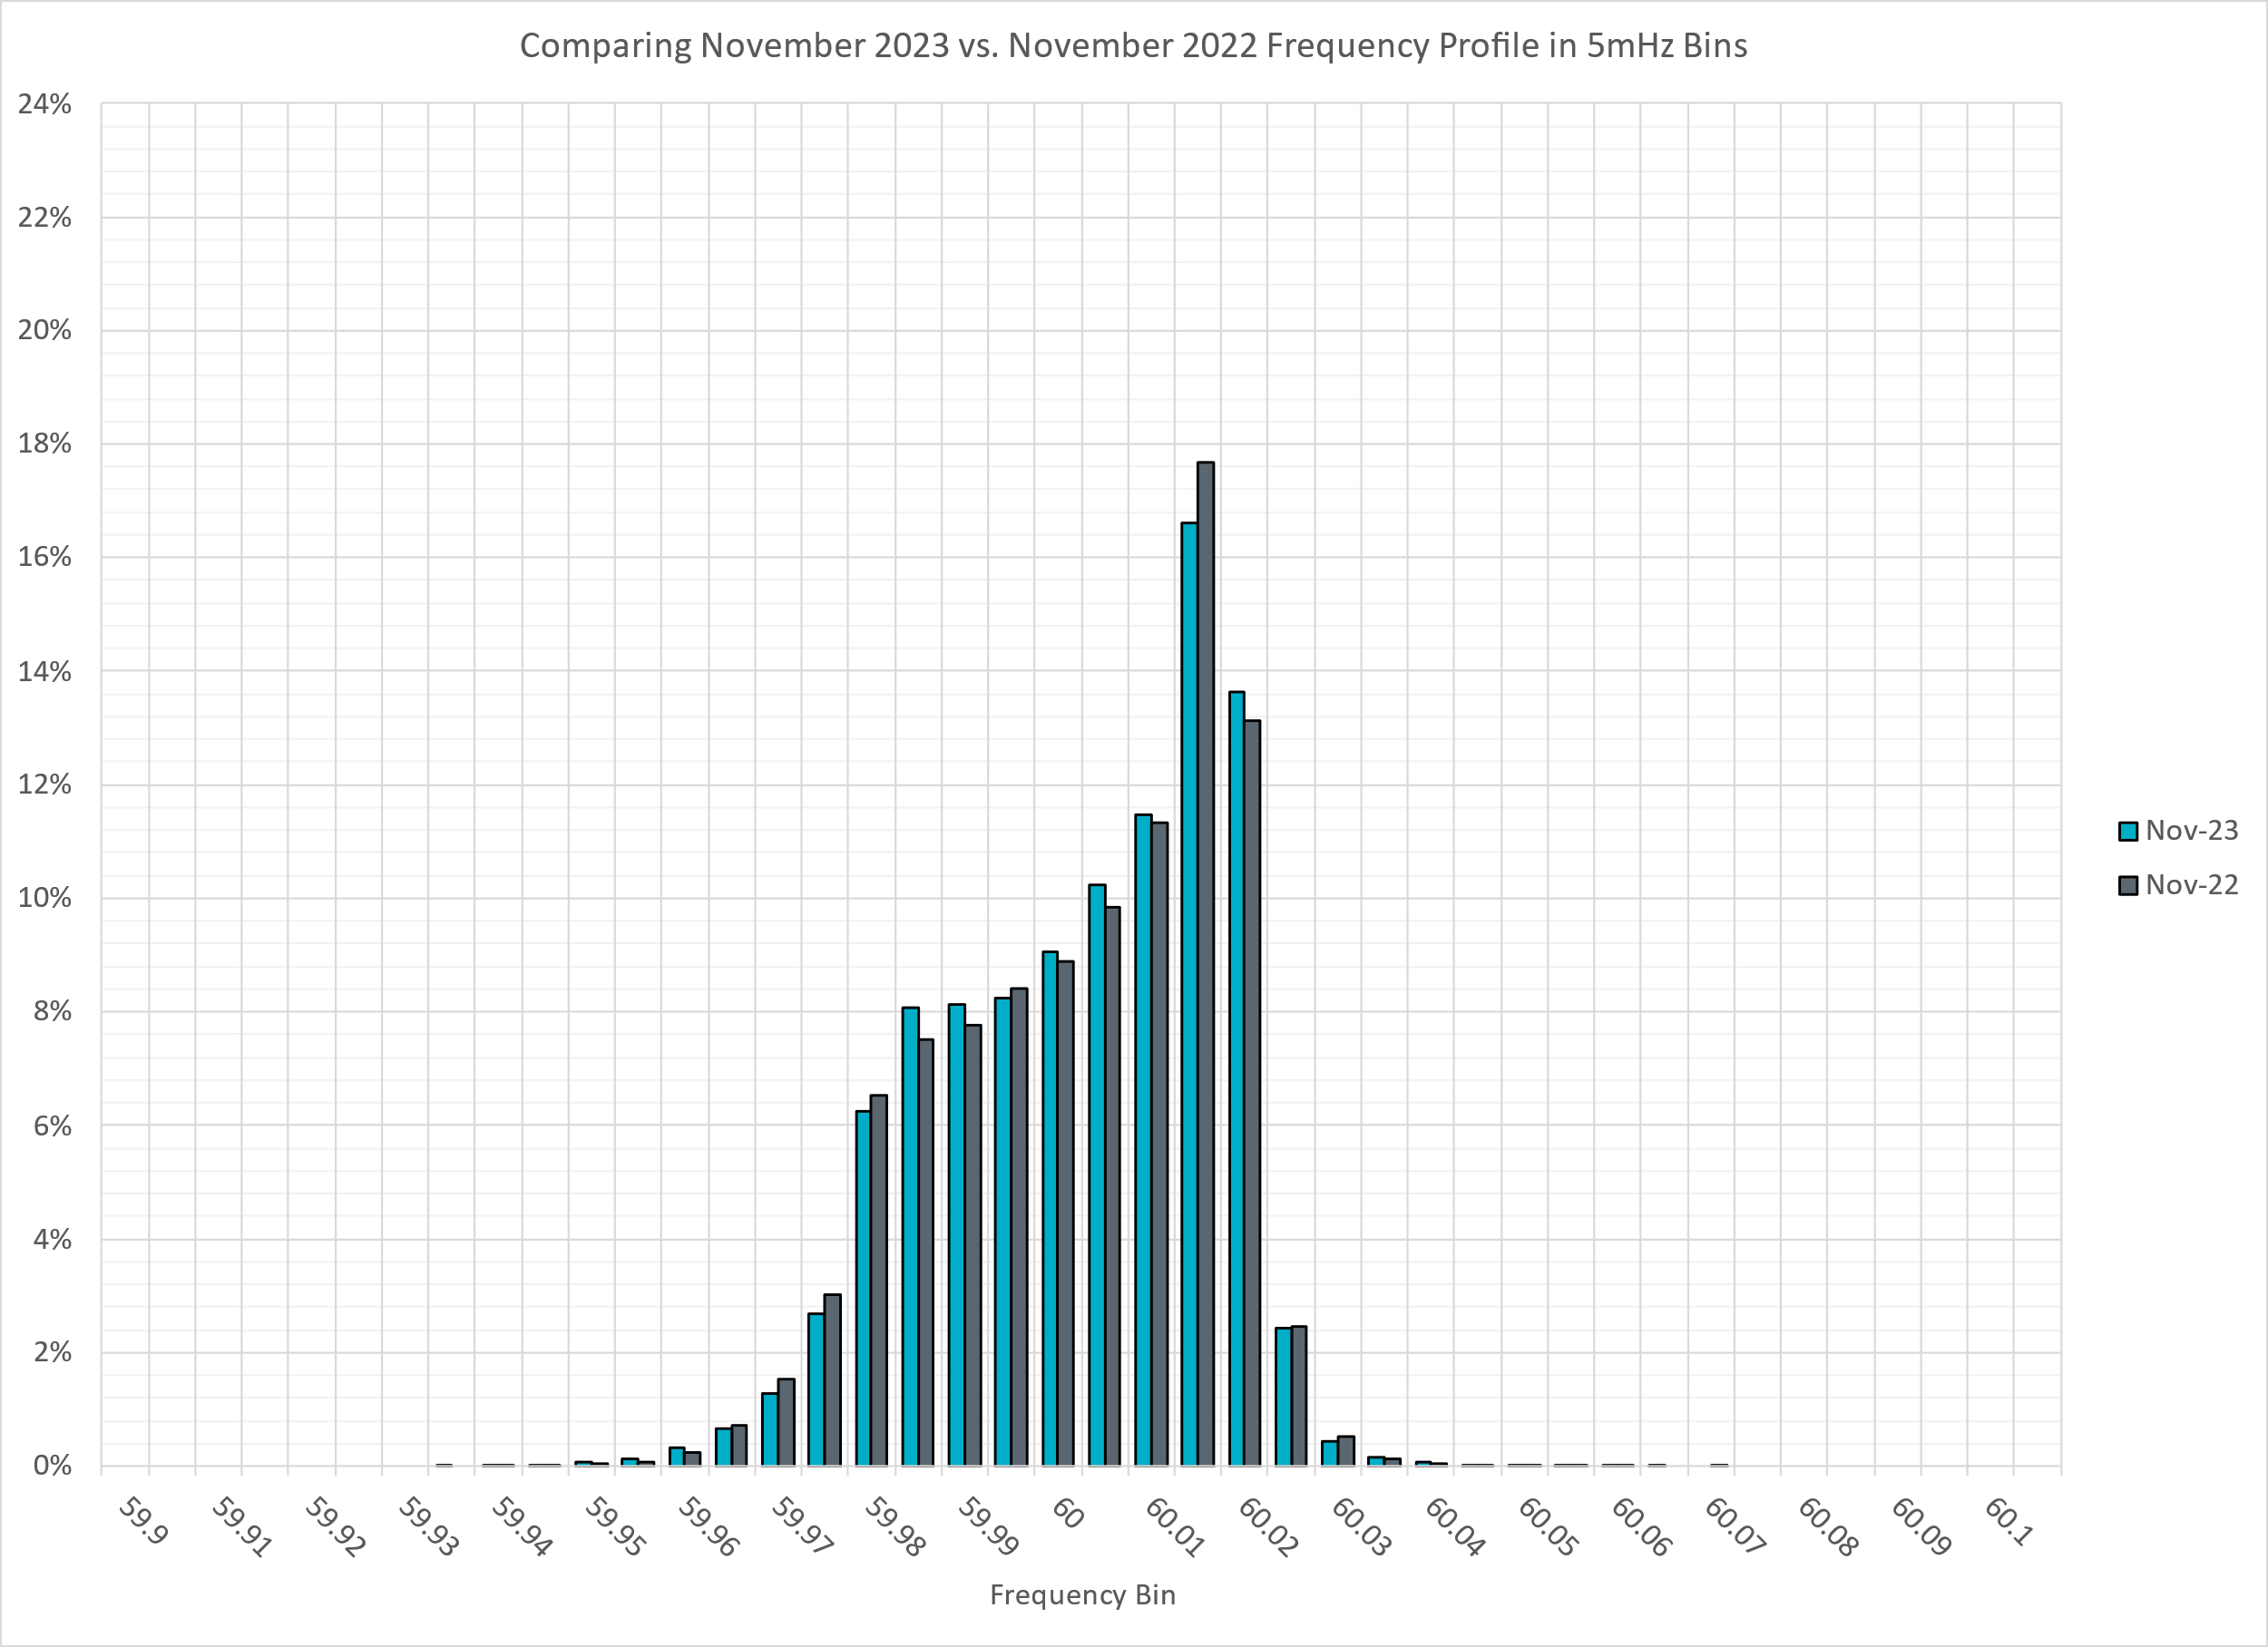 Comparing November 2023 vs. November 2022 Frequency Profile in 5mHz Bins
24%
22%
20%
18%
16%
14%
12%
10%
8%
6%
4%
2%
0%
Nov-23
Nov-22
59.9 59.91 59.92 59.93 59.94 59.95 59.96 59.97 59.98 59.99 60 60.01 60.02 60.03 60.04 60.05 60.06 60.07 60.08 60.09 60.1
Frequency Bin